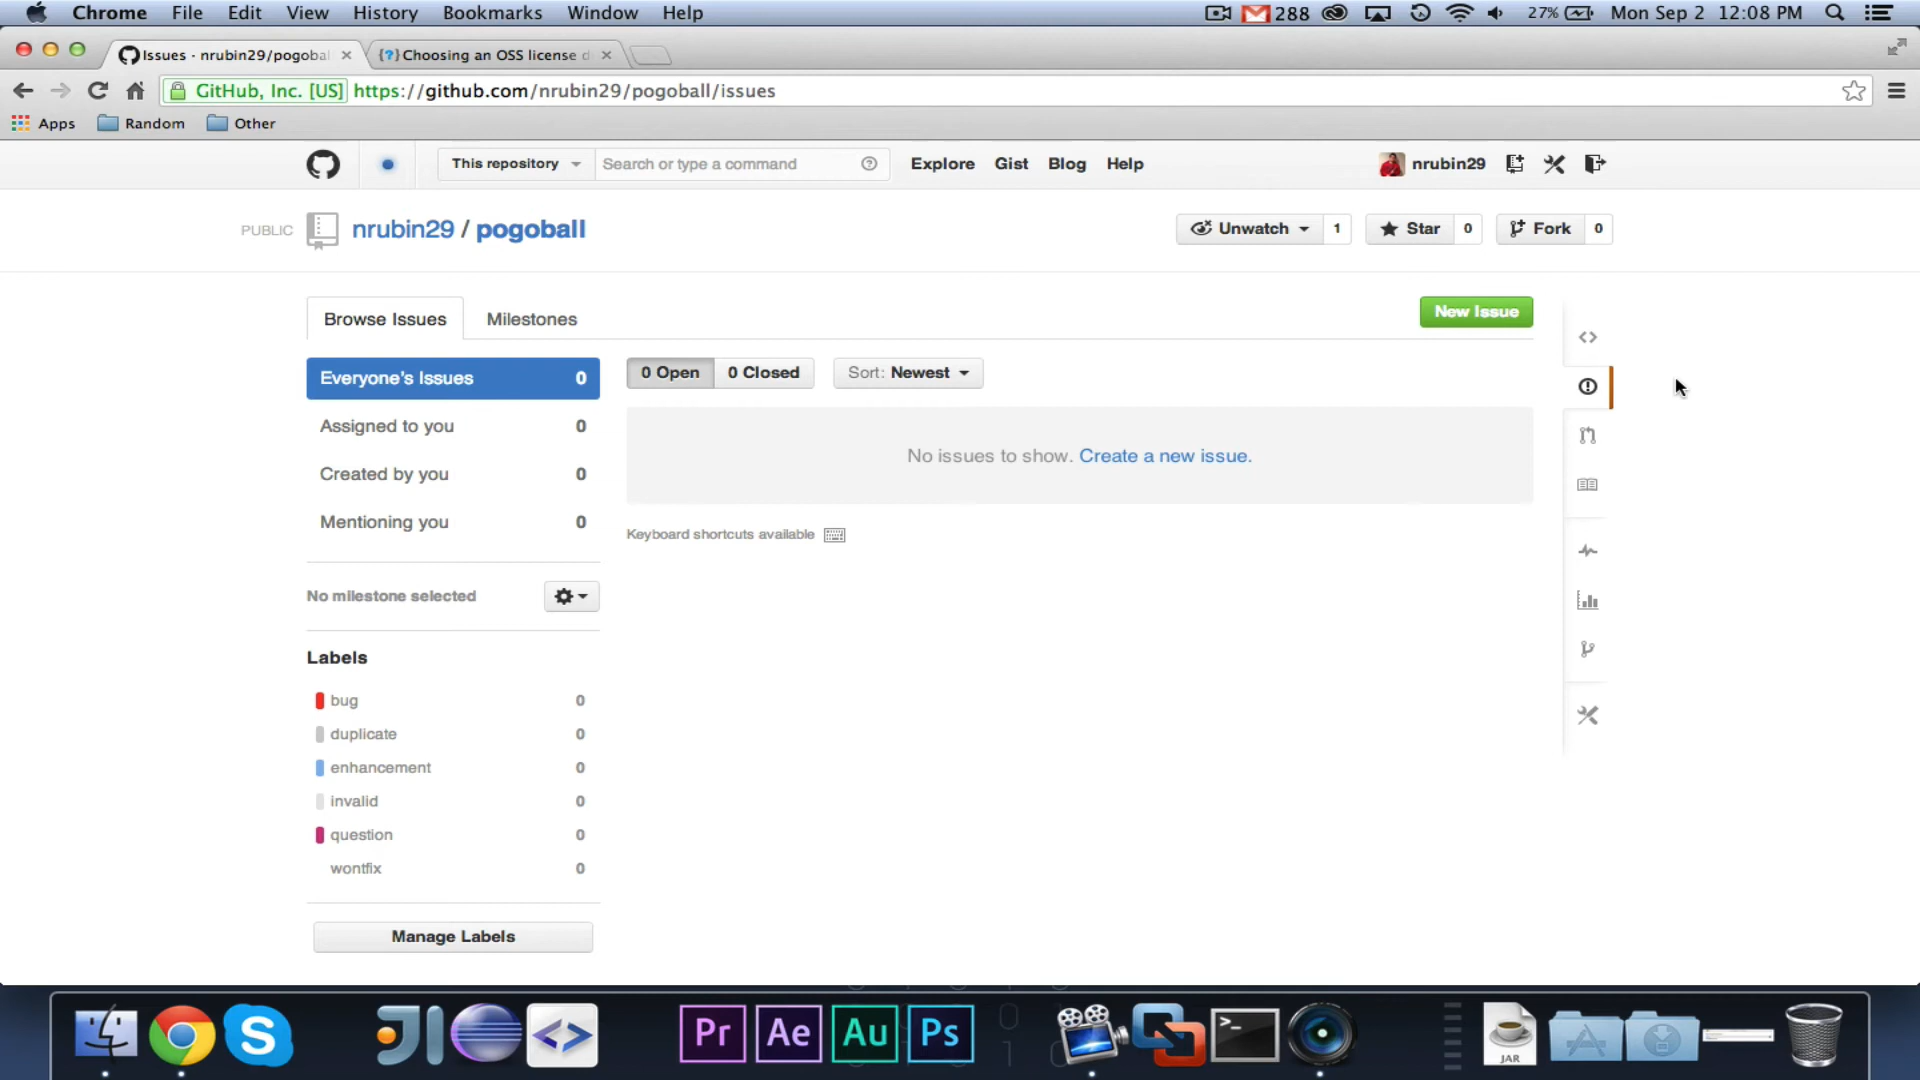 Chrome File Edit View History Bookmarks Window Help 288 27% Mon Sep 2 12:08 PM
Issues - nrubin29/pogobal {?} Choosing an OSS license d
GitHub, Inc. [US] https://github.com/nrubin29/pogoball/issues
Apps Random Other
This repository Search or type a command Explore Gist Blog Help nrubin29
PUBLIC nrubin29 / pogoball Unwatch 1 Star 0 Fork 0
Browse Issues Milestones New Issue
Everyone's Issues 0 0 Open 0 Closed Sort: Newest
Assigned to you 0
No issues to show. Create a new issue.
Created by you 0
Mentioning you 0
Keyboard shortcuts available
No milestone selected
Labels
bug 0
duplicate 0
enhancement 0
invalid 0
question 0
wontfix 0
Manage Labels
S Pr Ae Au Ps >_ JAR